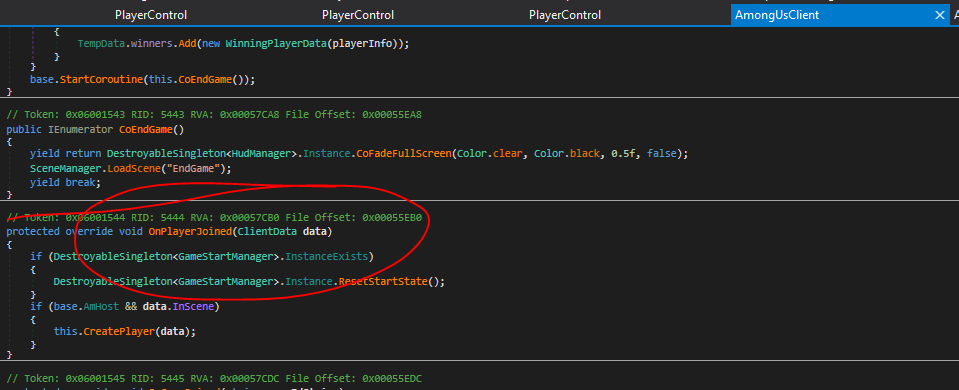 PlayerControl PlayerControl PlayerControl AmongUsClient
{
TempData.winners.Add(new WinningPlayerData(playerInfo));
}
}
base.StartCoroutine(this.CoEndGame());
}
// Token: 0x06001543 RID: 5443 RVA: 0x00057CA8 File Offset: 0x00055EA8
public IEnumerator CoEndGame()
{
yield return DestroyableSingleton<HudManager>.Instance.CoFadeFullScreen(Color.clear, Color.black, 0.5f, false);
SceneManager.LoadScene("EndGame");
yield break;
}
// Token: 0x06001544 RID: 5444 RVA: 0x00057CB0 File Offset: 0x00055EB0
protected override void OnPlayerJoined(ClientData data)
{
if (DestroyableSingleton<GameStartManager>.InstanceExists)
{
DestroyableSingleton<GameStartManager>.Instance.ResetStartState();
}
if (base.AmHost && data.InScene)
{
this.CreatePlayer(data);
}
}
// Token: 0x06001545 RID: 5445 RVA: 0x00057CDC File Offset: 0x00055EDC